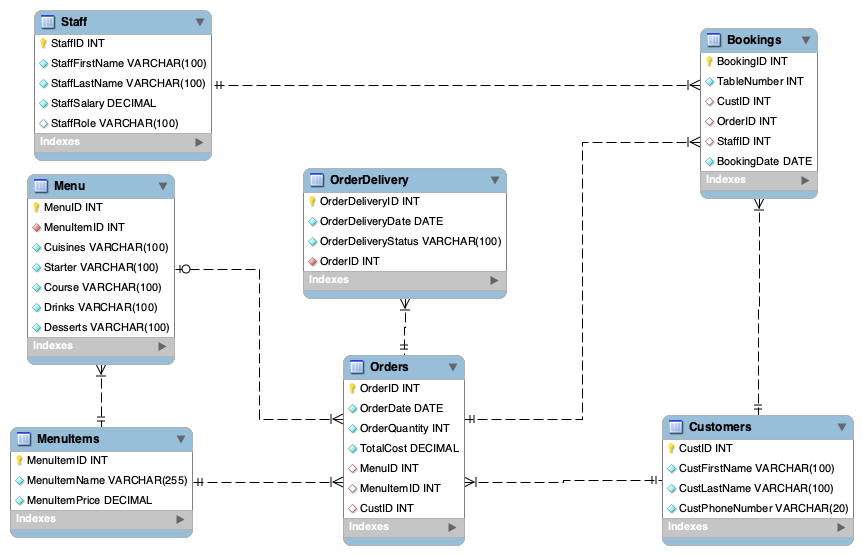 Staff
StaffID INT
StaffFirstName VARCHAR(100)
StaffLastName VARCHAR(100)
StaffSalary DECIMAL
StaffRole VARCHAR(100)
Indexes
Bookings
BookingID INT
TableNumber INT
CustID INT
OrderID INT
StaffID INT
BookingDate DATE
Indexes
Menu
MenuID INT
MenuItemID INT
Cuisines VARCHAR(100)
Starter VARCHAR(100)
Course VARCHAR(100)
Drinks VARCHAR(100)
Desserts VARCHAR(100)
Indexes
OrderDelivery
OrderDeliveryID INT
OrderDeliveryDate DATE
OrderDeliveryStatus VARCHAR(100)
OrderID INT
Indexes
Orders
OrderID INT
OrderDate DATE
OrderQuantity INT
TotalCost DECIMAL
MenuID INT
MenuItemID INT
CustID INT
Indexes
MenuItems
MenuItemID INT
MenuItemName VARCHAR(255)
MenuItemPrice DECIMAL
Indexes
Customers
CustID INT
CustFirstName VARCHAR(100)
CustLastName VARCHAR(100)
CustPhoneNumber VARCHAR(20)
Indexes